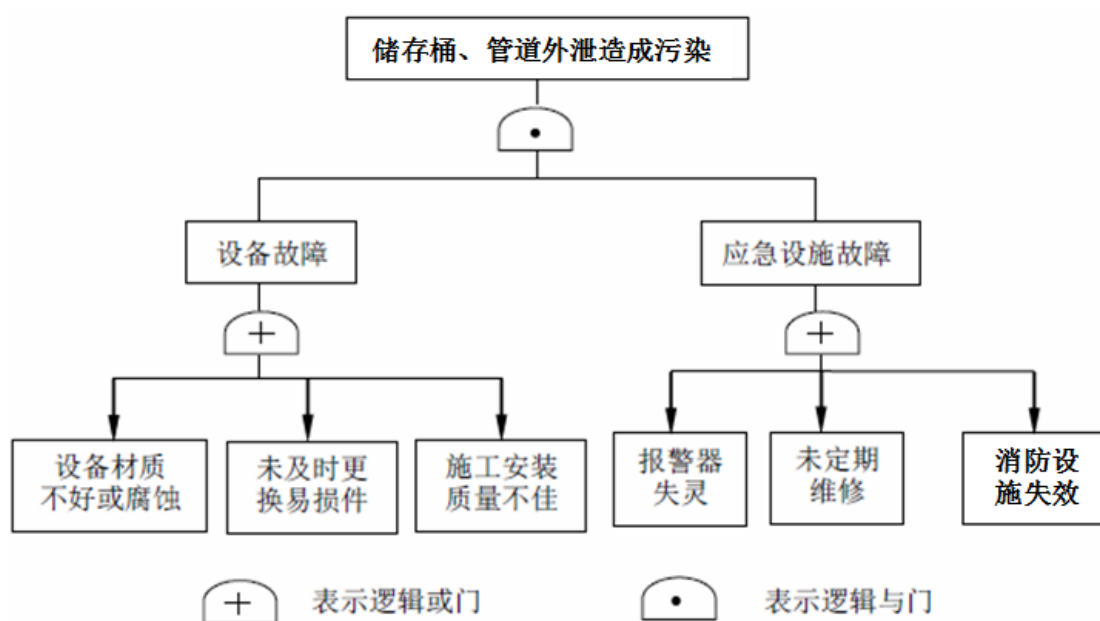 储存桶、管道外泄造成污染
设备故障
应急设施故障
设备材质
不好或腐蚀
未及时更
换易损件
施工安装
质量不佳
报警器
失灵
未定期
维修
消防设
施失效
表示逻辑或门
表示逻辑与门